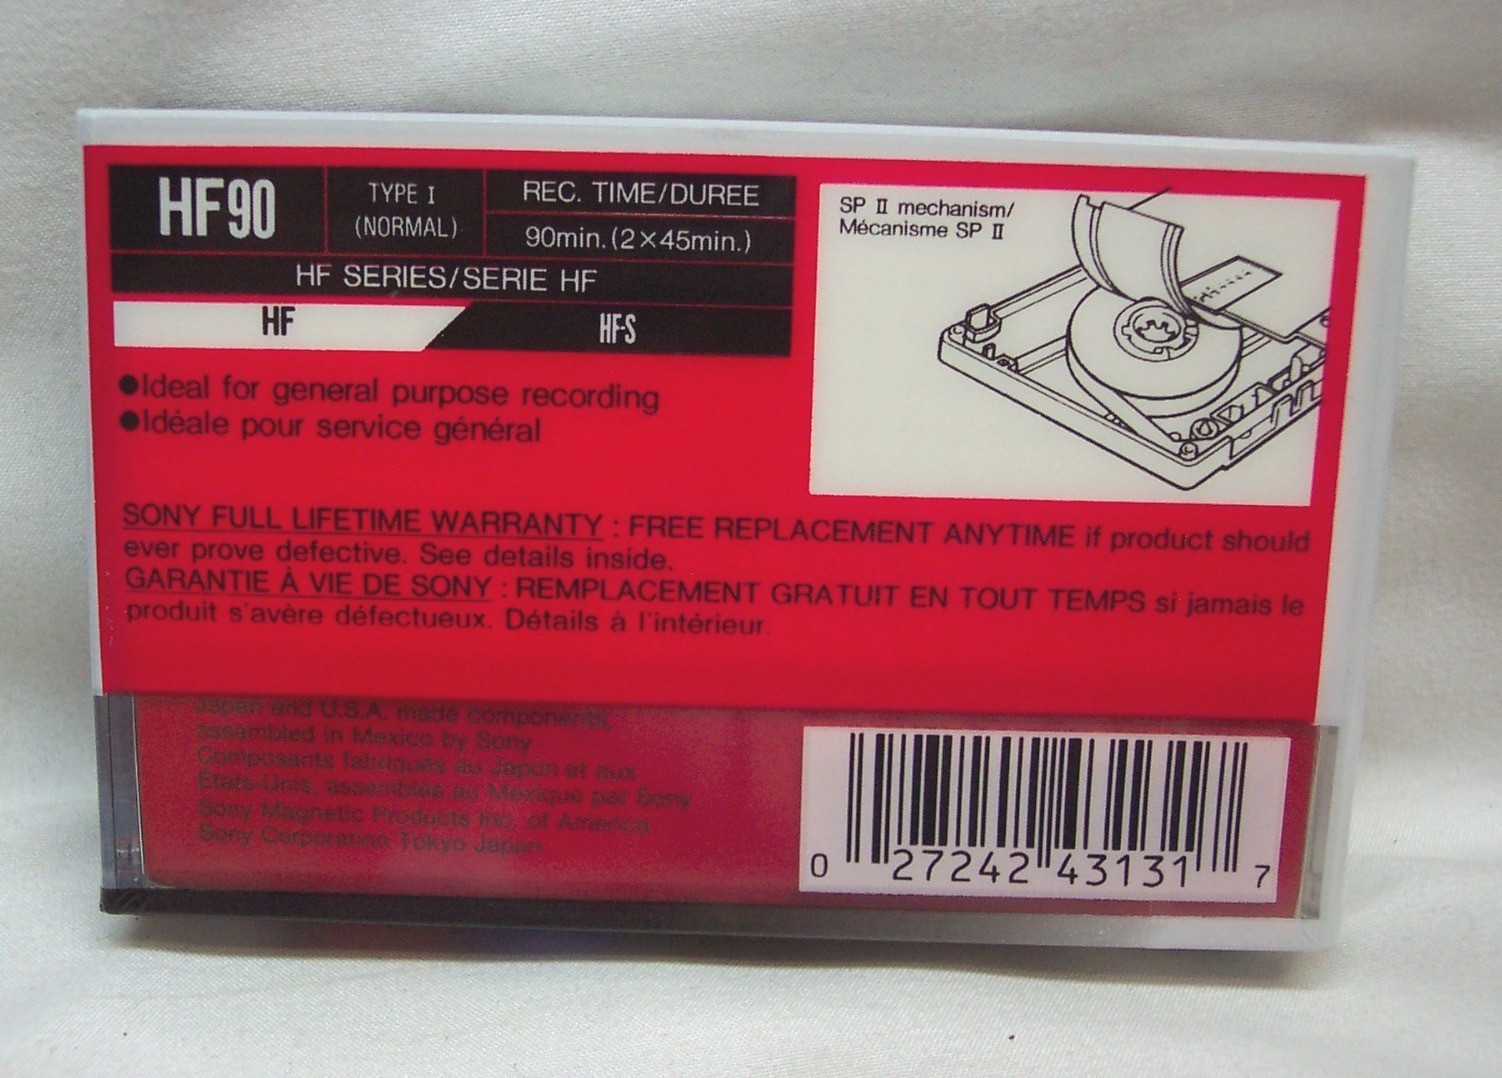 HF90
TYPE I
(NORMAL)
REC. TIME/DUREE
90min.(2×45min.)
HF SERIES/SERIE HF
HF
HF-S
●Ideal for general purpose recording
●Idéale pour service général
SP II mechanism/
Mécanisme SP II
SONY FULL LIFETIME WARRANTY : FREE REPLACEMENT ANYTIME if product should
ever prove defective. See details inside.
GARANTIE À VIE DE SONY : REMPLACEMENT GRATUIT EN TOUT TEMPS si jamais le
produit s'avère défectueux. Détails à l'intérieur.
Japan and U.S.A. made components,
assembled in Mexico by Sony
Composants fabriqués au Japon et aux
États-Unis, assemblés au Mexique par Sony
Sony Magnetic Products Inc. of America
Sony Corporation Tokyo Japan
0 27242 43131 7